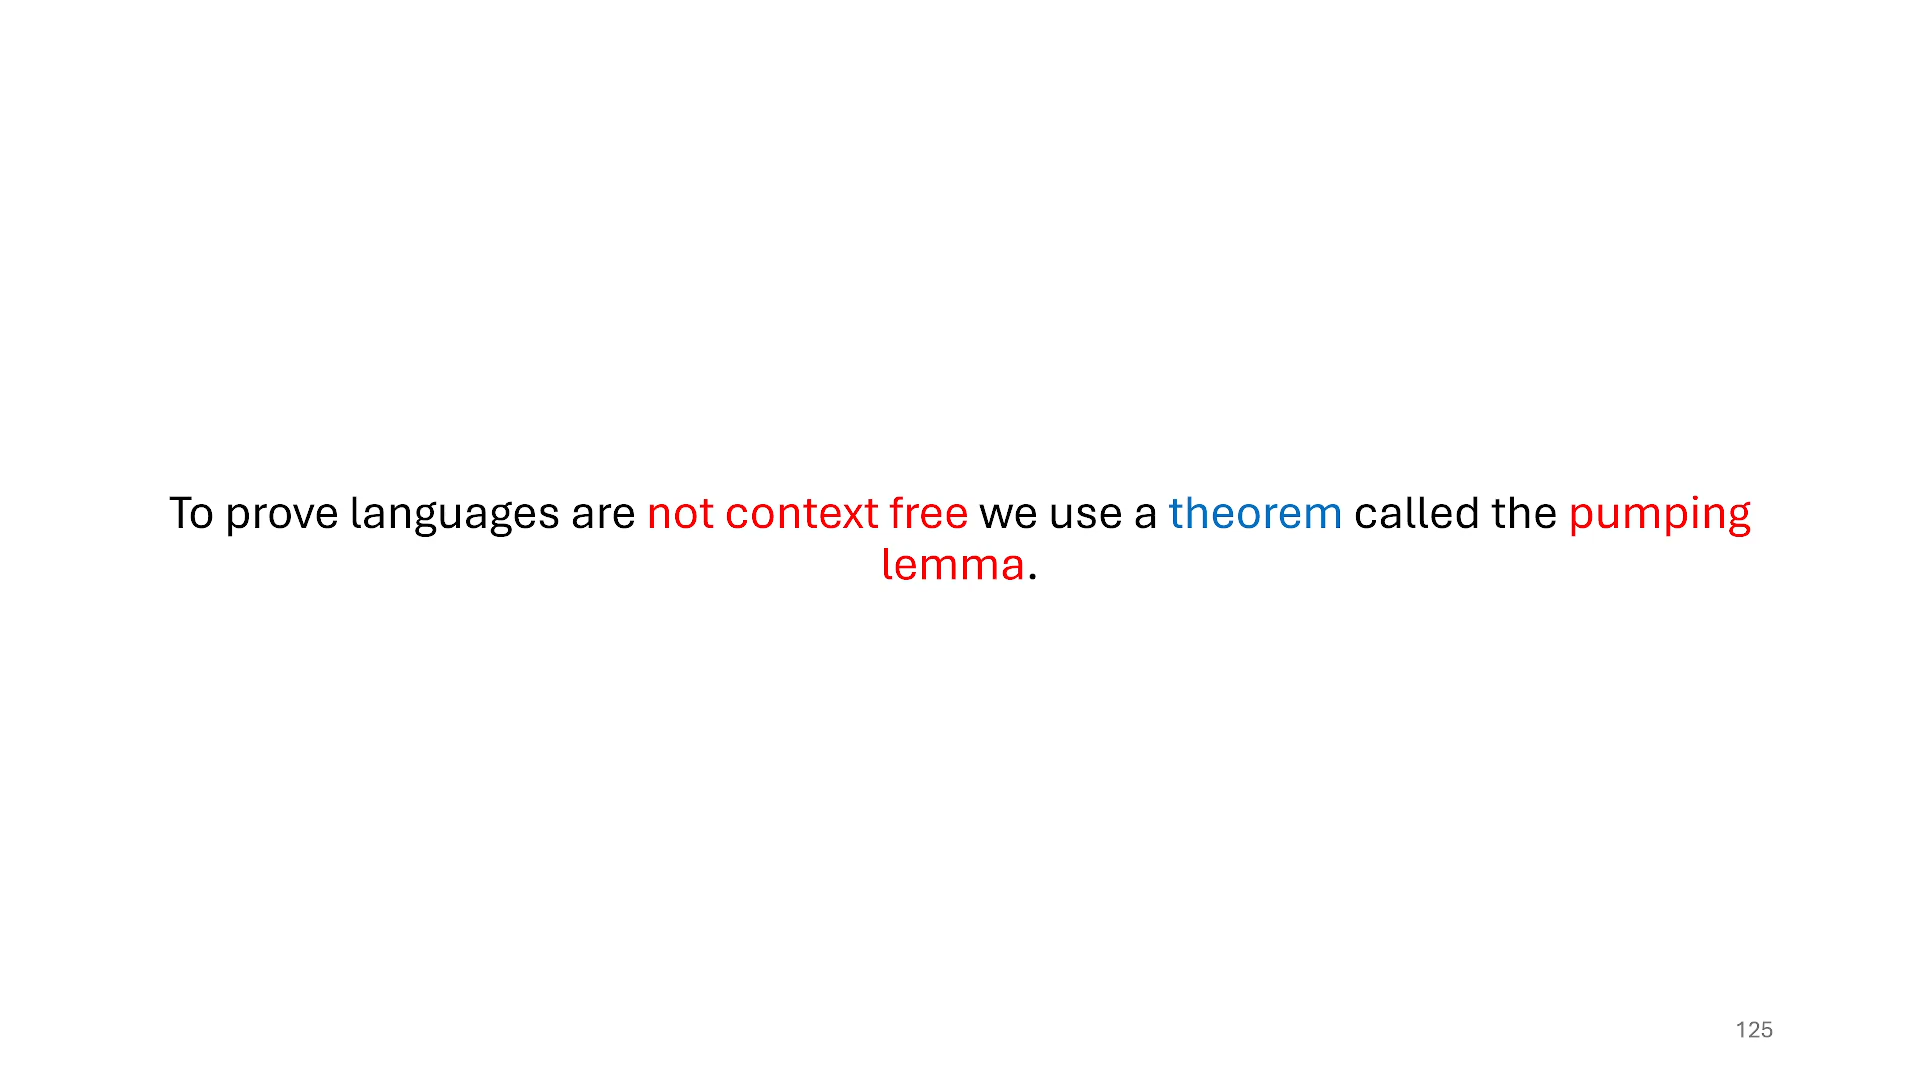 To prove languages are not context free we use a theorem called the pumping
lemma.
125